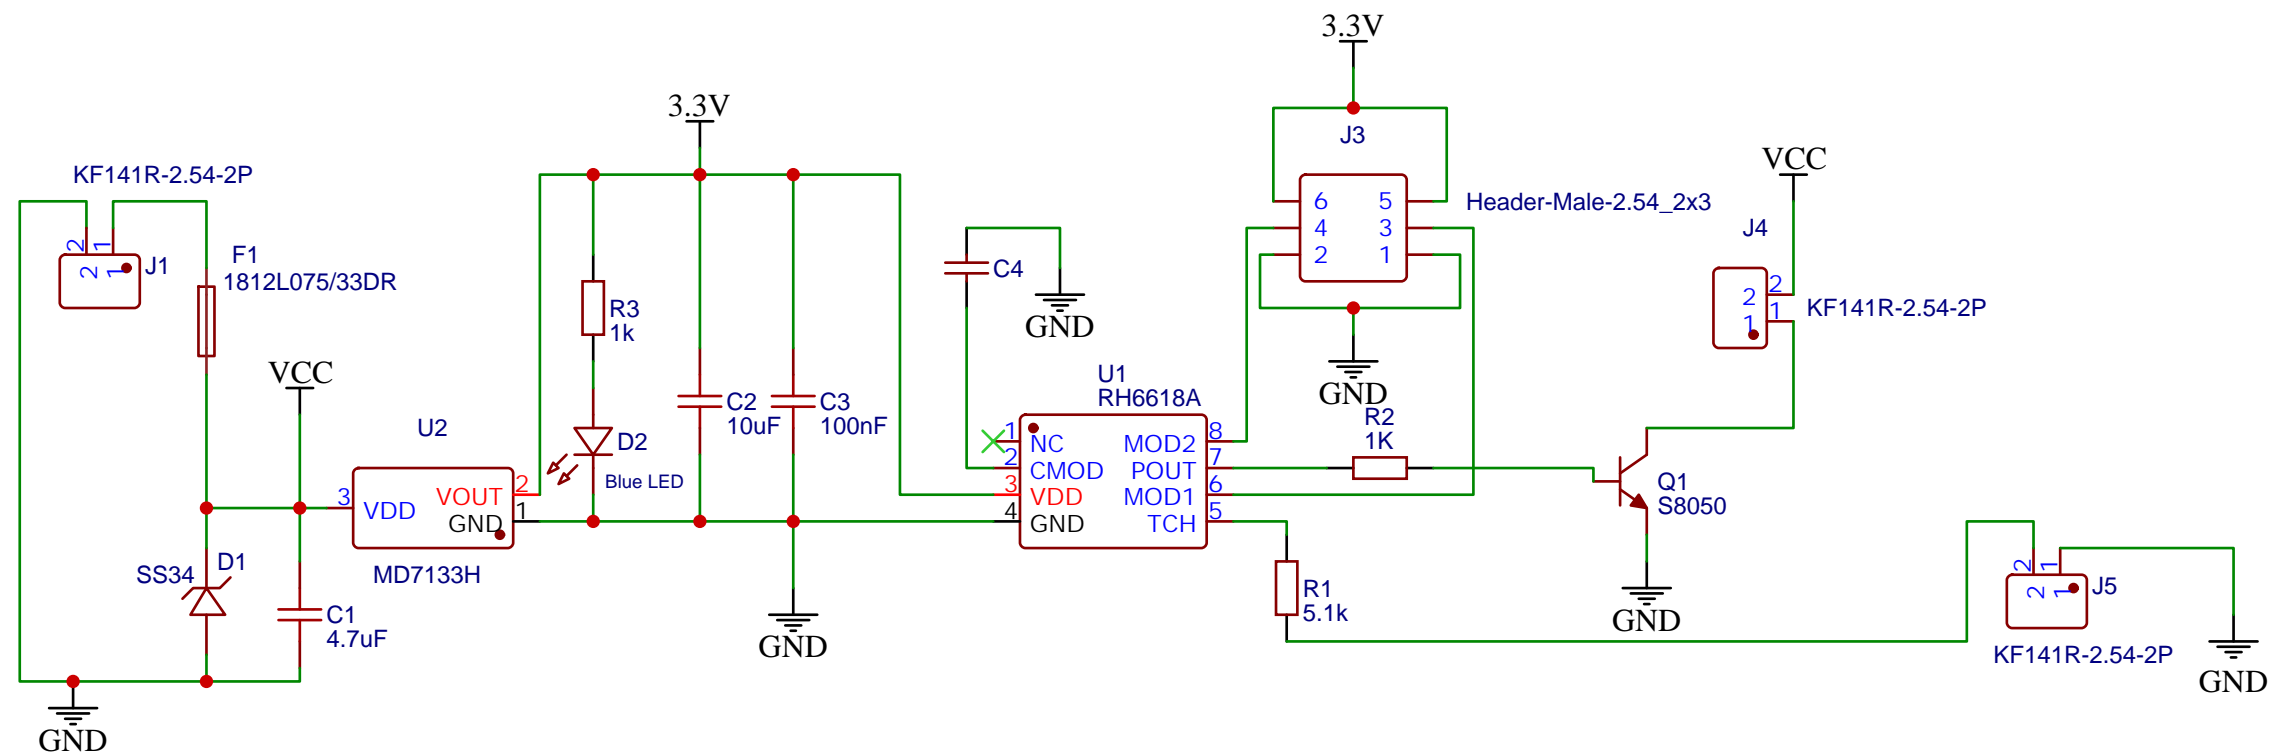 KF141R-2.54-2P
2
1
2
1
J1
F1
1812L075/33DR
VCC
SS34
D1
C1
4.7uF
GND
U2
3
VDD
VOUT
2
GND
1
MD7133H
3.3V
R3
1k
D2
Blue LED
C2
10uF
C3
100nF
GND
C4
GND
U1
RH6618A
1
NC
2
CMOD
3
VDD
4
GND
MOD2
8
POUT
7
MOD1
6
TCH
5
3.3V
J3
6
5
4
3
2
1
Header-Male-2.54_2x3
GND
R2
1K
R1
5.1k
VCC
J4
2
2
1
1
KF141R-2.54-2P
Q1
S8050
GND
2
1
2
1
J5
KF141R-2.54-2P
GND